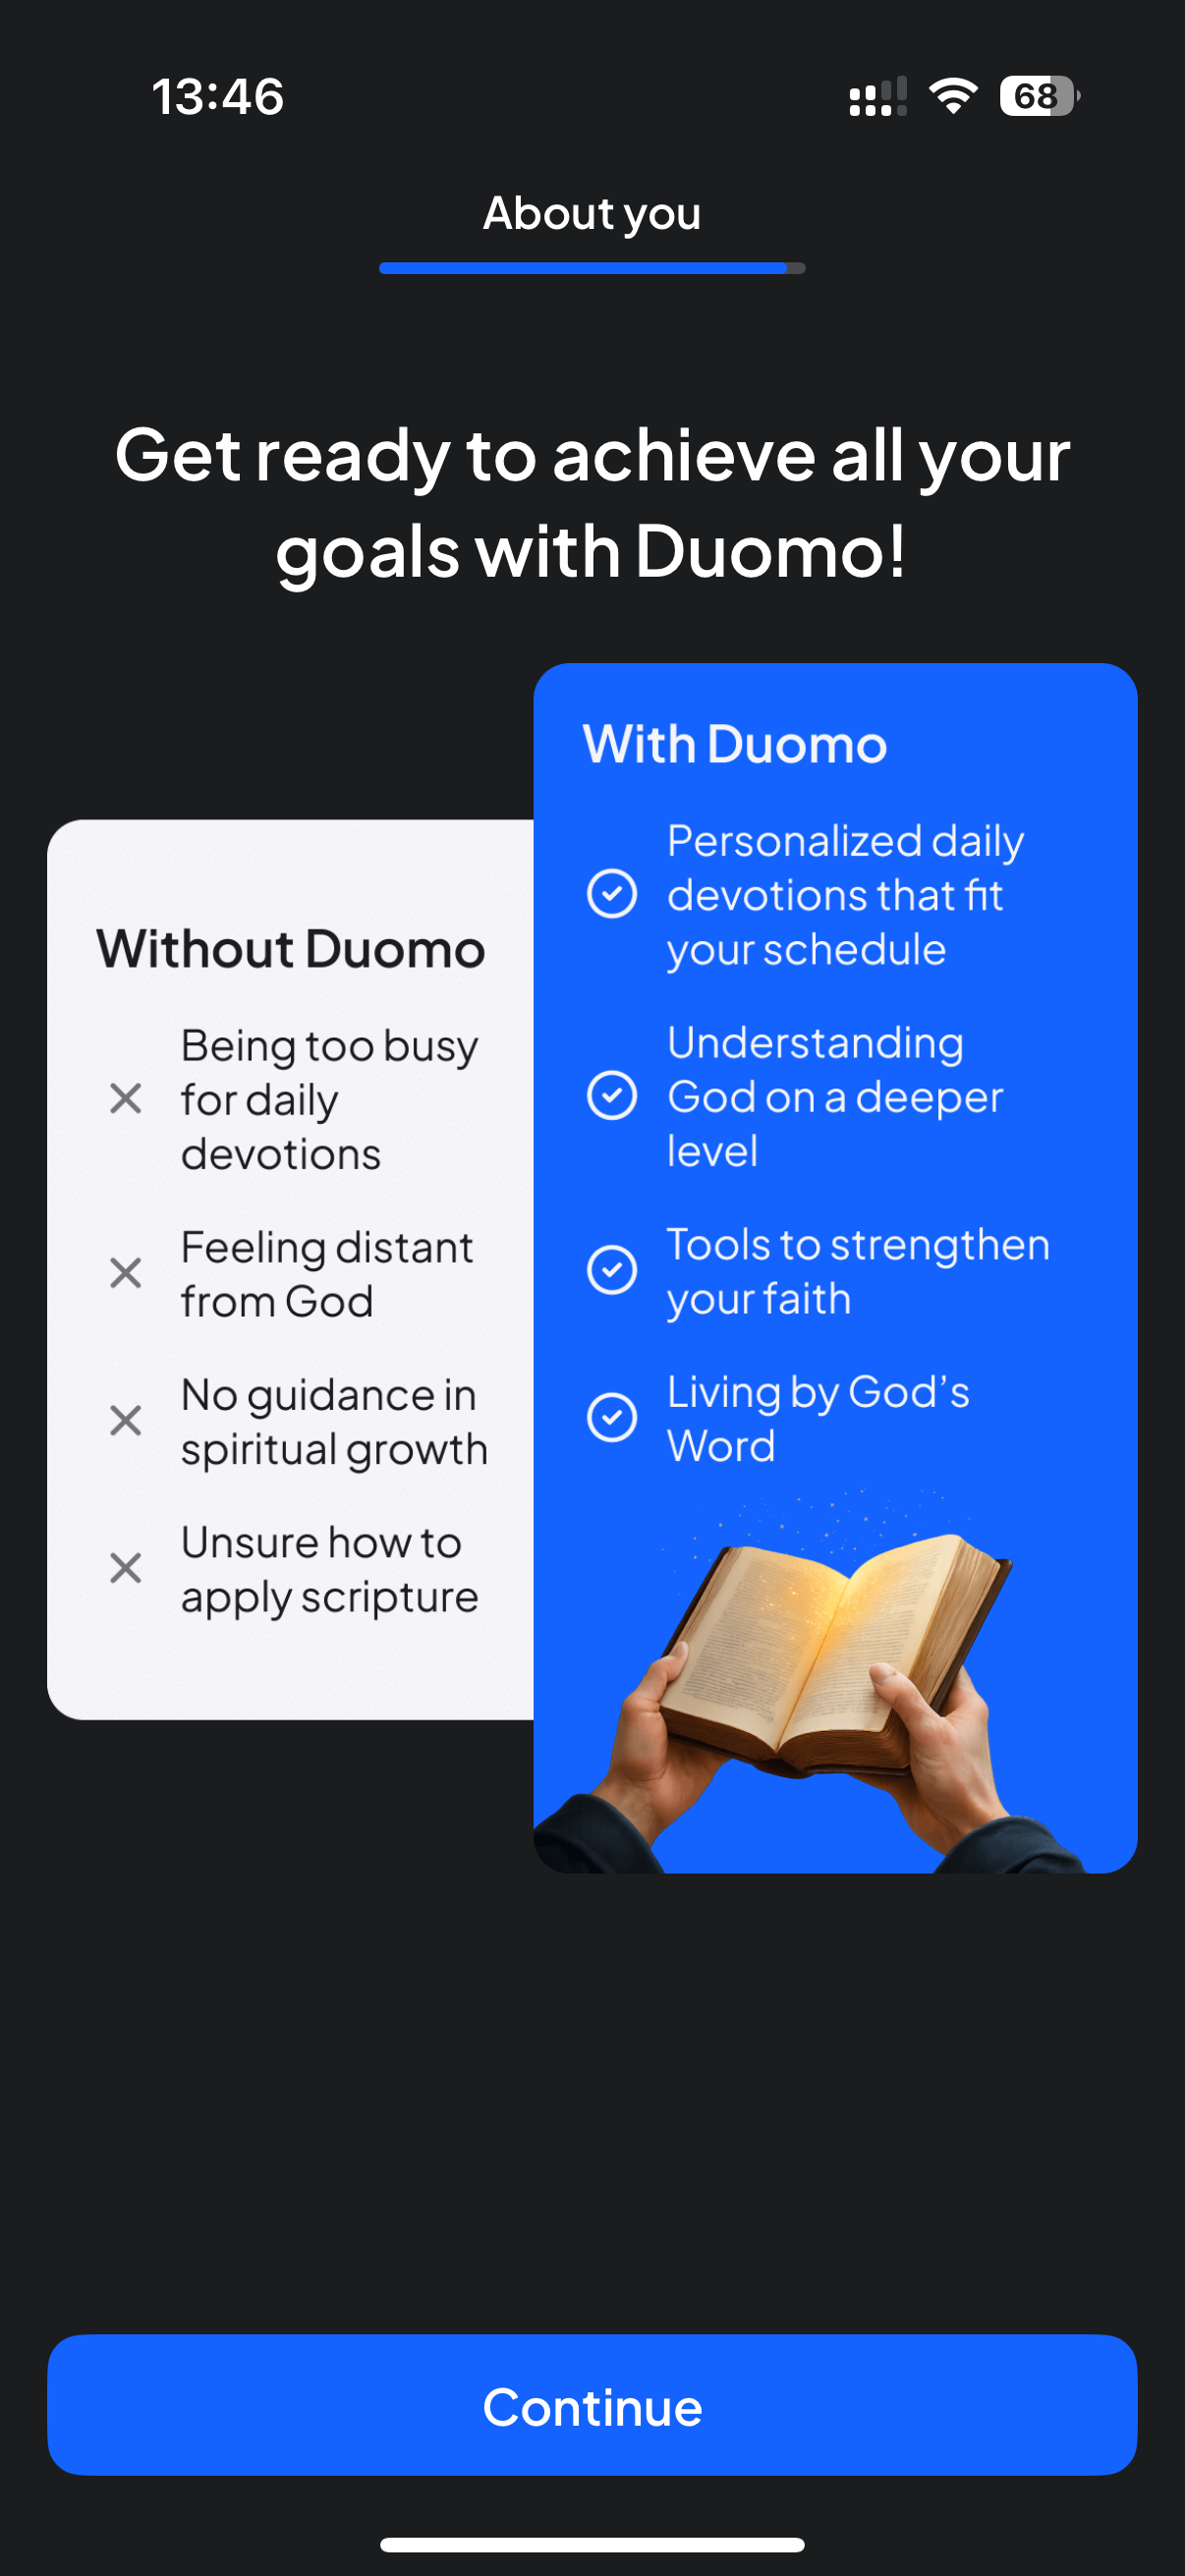 13:46
68
About you
Get ready to achieve all your
goals with Duomo!
Without Duomo
Being too busy
for daily
devotions
Feeling distant
from God
No guidance in
spiritual growth
Unsure how to
apply scripture
With Duomo
Personalized daily
devotions that fit
your schedule
Understanding
God on a deeper
level
Tools to strengthen
your faith
Living by God’s
Word
Continue